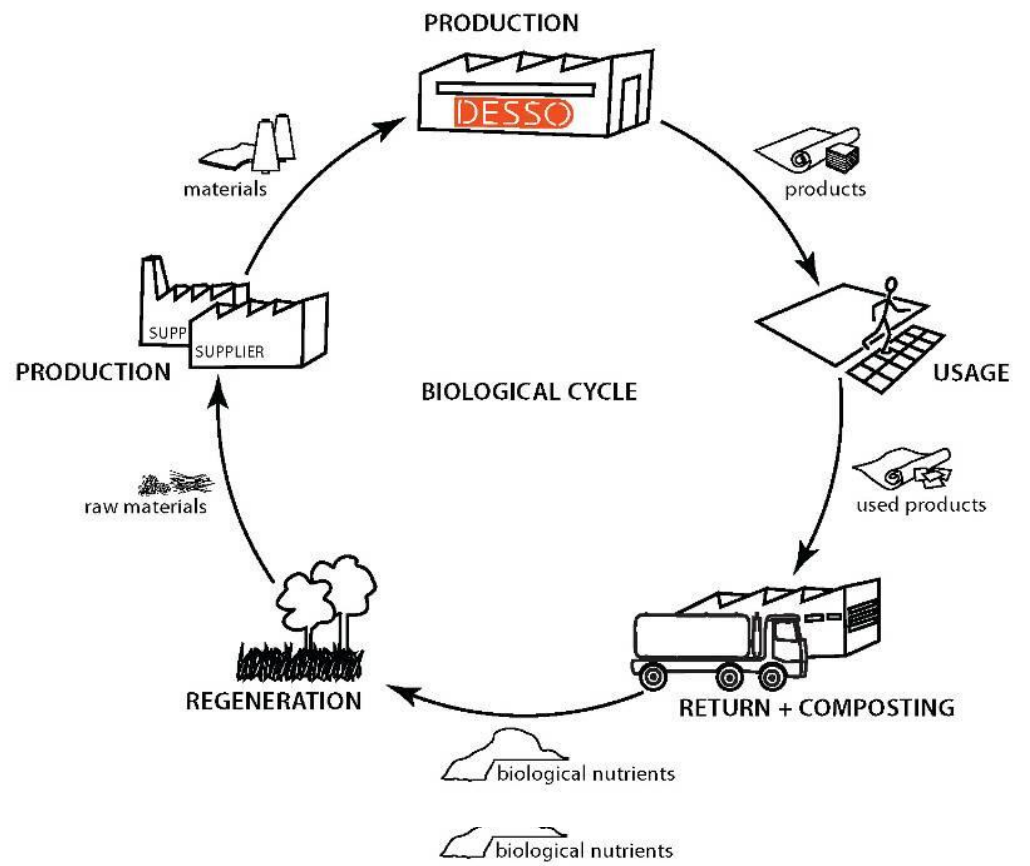 PRODUCTION
DESSO
materials
products
SUPP
SUPPLIER
PRODUCTION
USAGE
BIOLOGICAL CYCLE
raw materials
used products
REGENERATION
RETURN + COMPOSTING
biological nutrients
biological nutrients